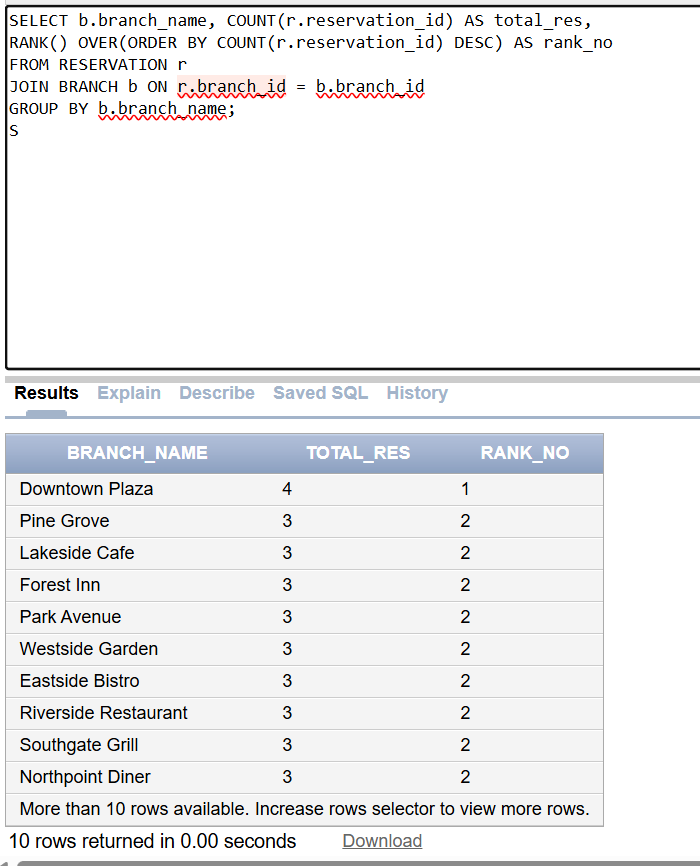 SELECT b.branch_name, COUNT(r.reservation_id) AS total_res,
RANK() OVER(ORDER BY COUNT(r.reservation_id) DESC) AS rank_no
FROM RESERVATION r
JOIN BRANCH b ON r.branch_id = b.branch_id
GROUP BY b.branch_name;
S
Results Explain Describe Saved SQL History
BRANCH_NAME TOTAL_RES RANK_NO
Downtown Plaza 4 1
Pine Grove 3 2
Lakeside Cafe 3 2
Forest Inn 3 2
Park Avenue 3 2
Westside Garden 3 2
Eastside Bistro 3 2
Riverside Restaurant 3 2
Southgate Grill 3 2
Northpoint Diner 3 2
More than 10 rows available. Increase rows selector to view more rows.
10 rows returned in 0.00 seconds Download